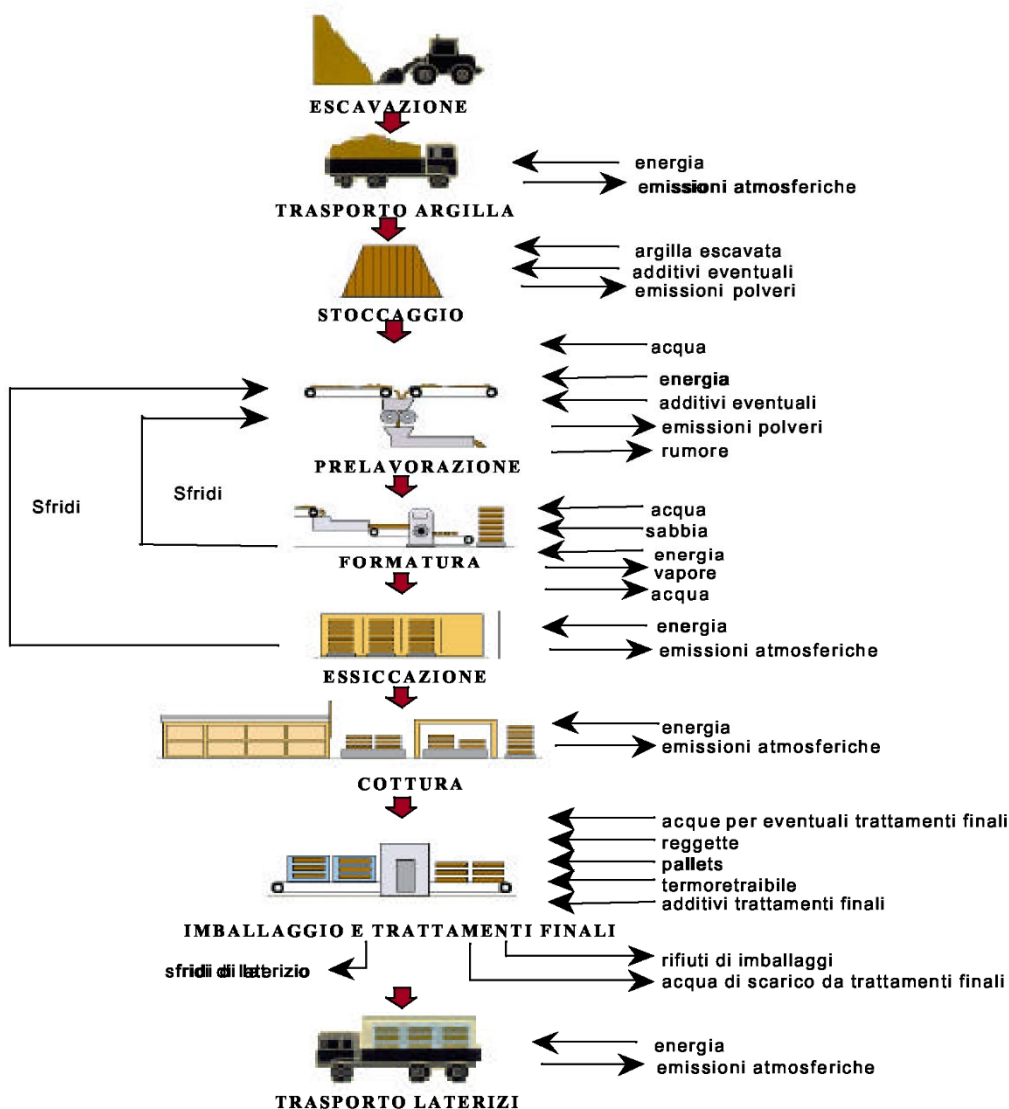 ESCAVAZIONE
energia
emissioni atmosferiche
TRASPORTO ARGILLA
argilla escavata
additivi eventuali
emissioni polveri
STOCCAGGIO
acqua
energia
additivi eventuali
emissioni polveri
rumore
PRELAVORAZIONE
Sfridi
Sfridi
acqua
sabbia
energia
vapore
acqua
FORMATURA
energia
emissioni atmosferiche
ESSICCAZIONE
energia
emissioni atmosferiche
COTTURA
acque per eventuali trattamenti finali
reggette
pallets
termoretraibile
additivi trattamenti finali
IMBALLAGGIO E TRATTAMENTI FINALI
sfridi di laterizio
rifiuti di imballaggi
acqua di scarico da trattamenti finali
energia
emissioni atmosferiche
TRASPORTO LATERIZI